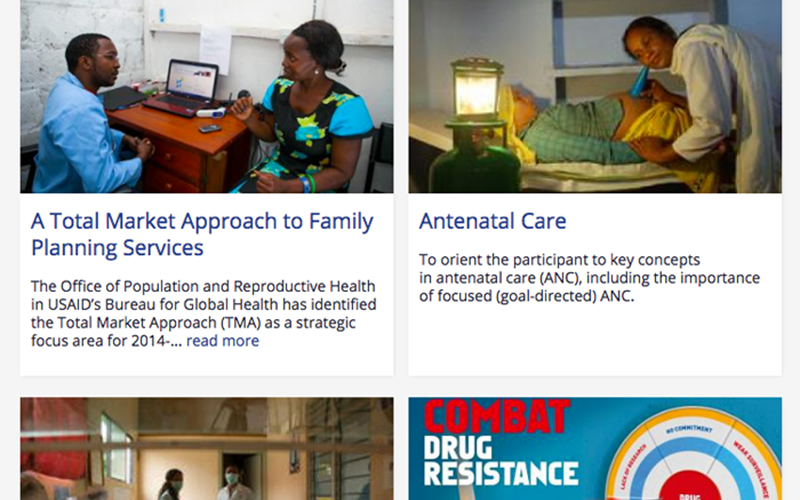 A Total Market Approach to Family
Planning Services
The Office of Population and Reproductive Health
in USAID's Bureau for Global Health has identified
the Total Market Approach (TMA) as a strategic
focus area for 2014-... read more
Antenatal Care
To orient the participant to key concepts
in antenatal care (ANC), including the importance
of focused (goal-directed) ANC.
COMBAT
DRUG
RESISTANCE
LACK OF RESEARCH
NO COMMITMENT
WEAK SURVEILLANCE
DRUG